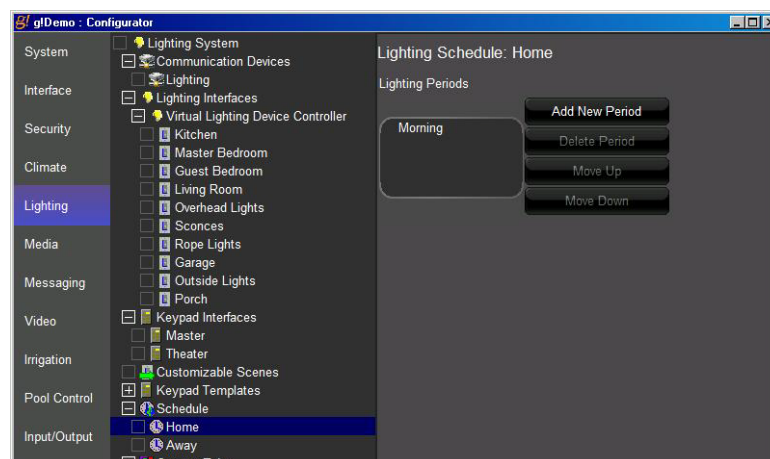 g! g!Demo : Configurator
System
Interface
Security
Climate
Lighting
Media
Messaging
Video
Irrigation
Pool Control
Input/Output
Lighting System
Communication Devices
Lighting
Lighting Interfaces
Virtual Lighting Device Controller
Kitchen
Master Bedroom
Guest Bedroom
Living Room
Overhead Lights
Sconces
Rope Lights
Garage
Outside Lights
Porch
Keypad Interfaces
Master
Theater
Customizable Scenes
Keypad Templates
Schedule
Home
Away
Lighting Schedule: Home
Lighting Periods
Morning
Add New Period
Delete Period
Move Up
Move Down